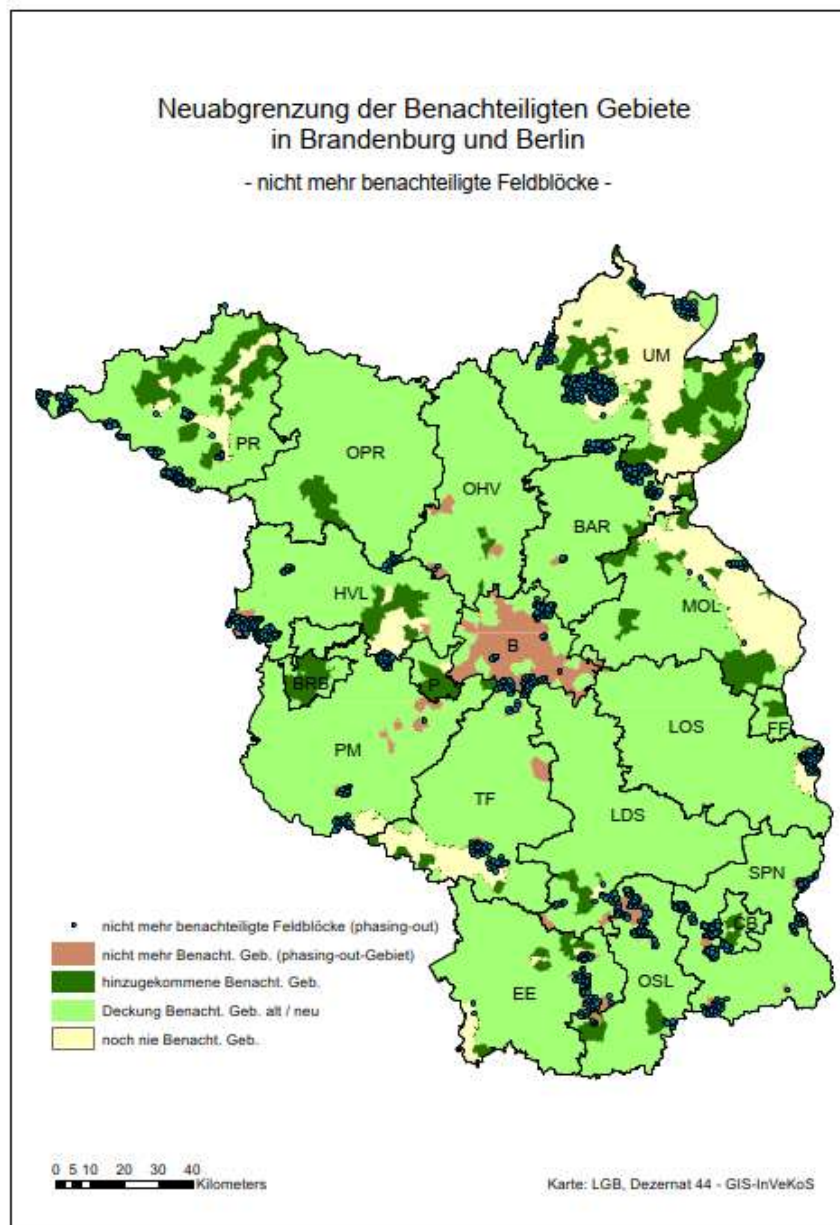 Neuabgrenzung der Benachteiligten Gebiete
in Brandenburg und Berlin
- nicht mehr benachteiligte Feldblöcke -
UM
PR
OPR
OHV
BAR
HVL
MOL
B
BRB
P
LOS
FF
PM
TF
LDS
SPN
CB
EE
OSL
nicht mehr benachteiligte Feldblöcke (phasing-out)
nicht mehr Benacht. Geb. (phasing-out-Gebiet)
hinzugekommene Benacht. Geb.
Deckung Benacht. Geb. alt / neu
noch nie Benacht. Geb.
0 5 10 20 30 40
Kilometers
Karte: LGB, Dezernat 44 - GIS-InVeKoS